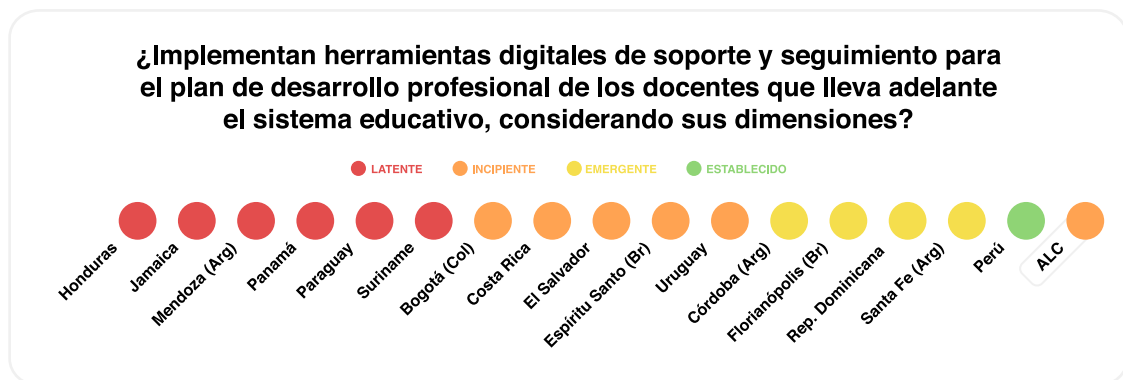 ¿Implementan herramientas digitales de soporte y seguimiento para
el plan de desarrollo profesional de los docentes que lleva adelante
el sistema educativo, considerando sus dimensiones?
LATENTE
INCIPIENTE
EMERGENTE
ESTABLECIDO
Honduras
Jamaica
Mendoza (Arg)
Panamá
Paraguay
Suriname
Bogotá (Col)
Costa Rica
El Salvador
Espíritu Santo (Br)
Uruguay
Córdoba (Arg)
Florianópolis (Br)
Rep. Dominicana
Santa Fe (Arg)
Perú
ALC